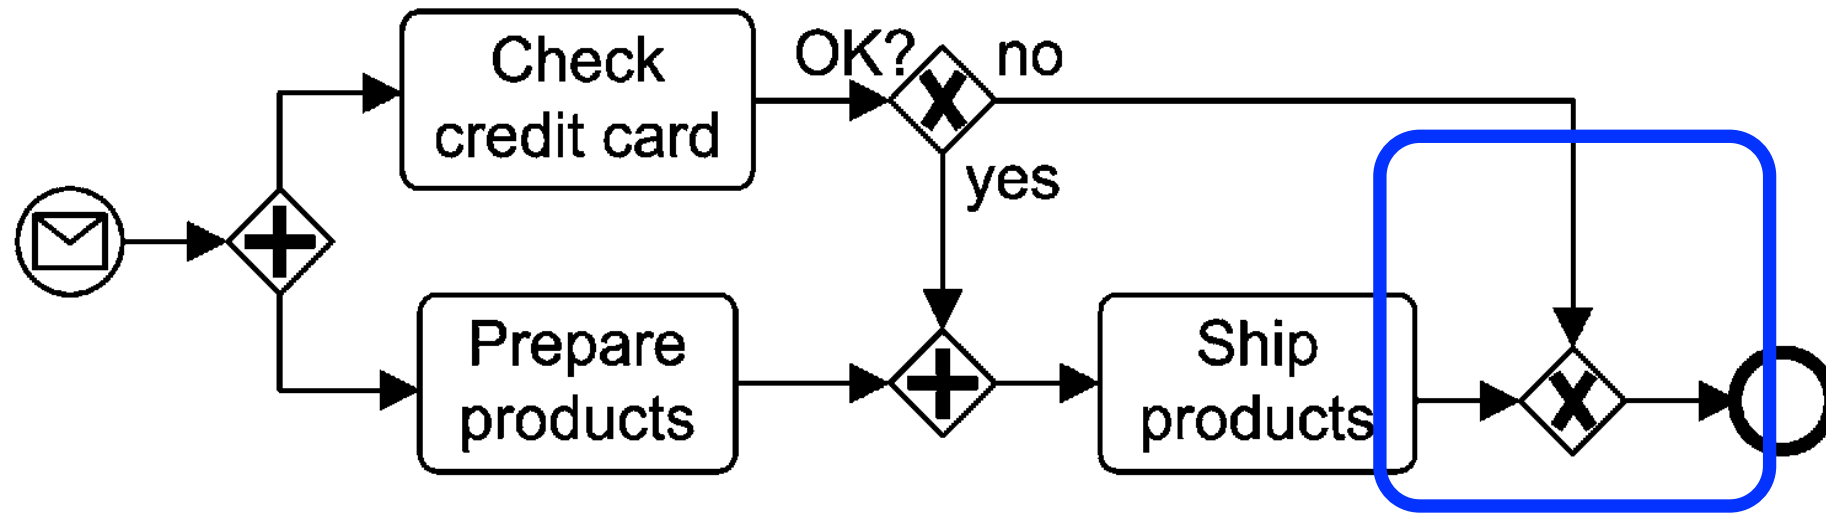 Check
credit card
OK?
no
yes
Prepare
products
Ship
products